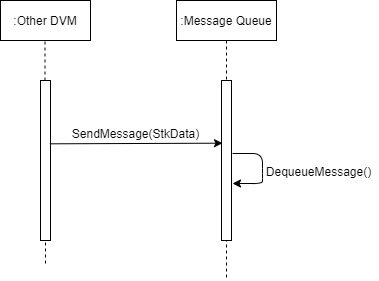 :Other DVM
:Message Queue
SendMessage(StkData)
DequeueMessage()